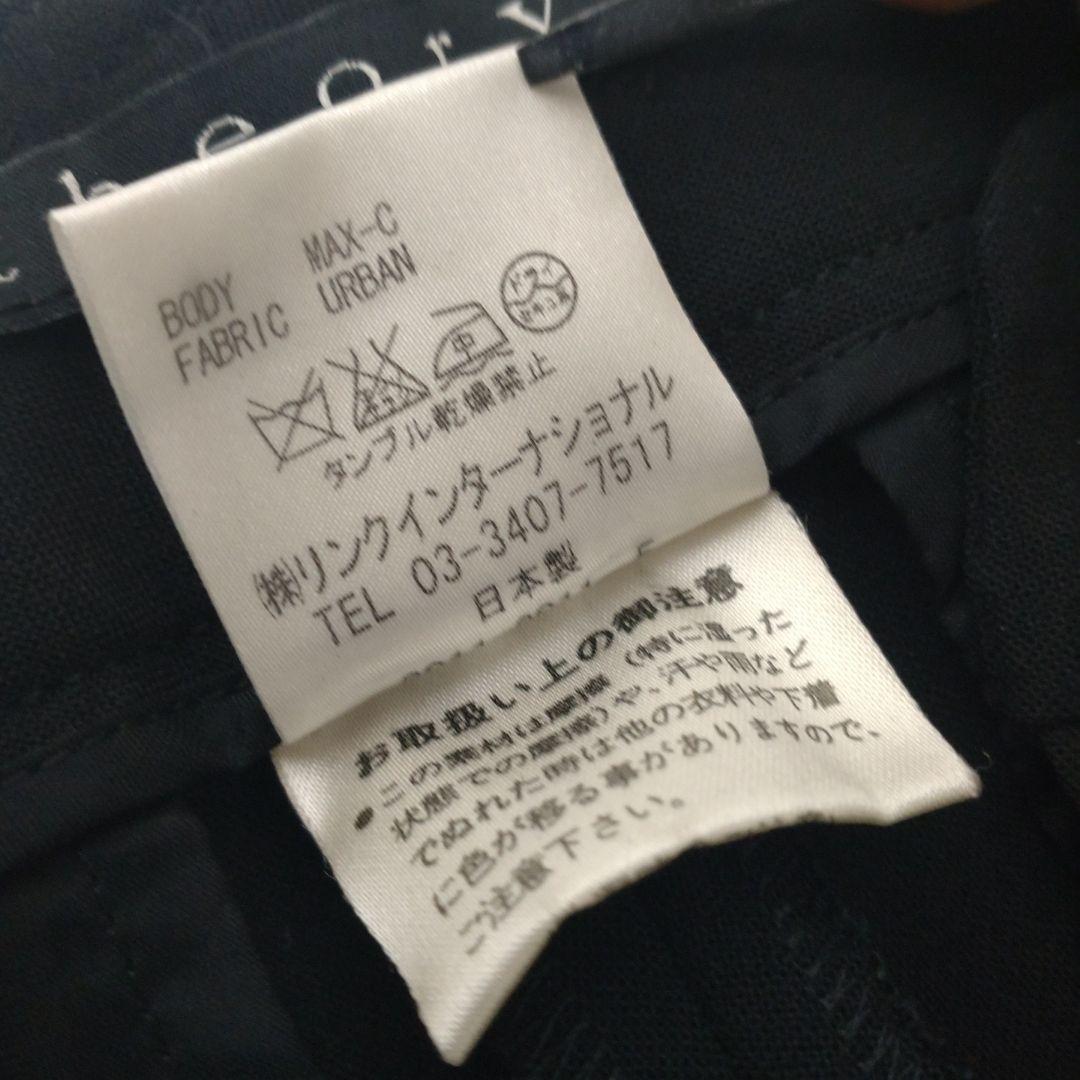 BODY MAX-C
FABRIC URBAN
中
ドライ
セキユ系
タンブル乾燥禁止
㈱リンクインターナショナル
TEL 03-3407-7517
日本製
お取扱い上の御注意
●この素材は摩擦(特に湿った
状態での摩擦)や、汗や雨など
でぬれた時は他の衣料や下着
に色が移る事がありますので、
ご注意下さい。